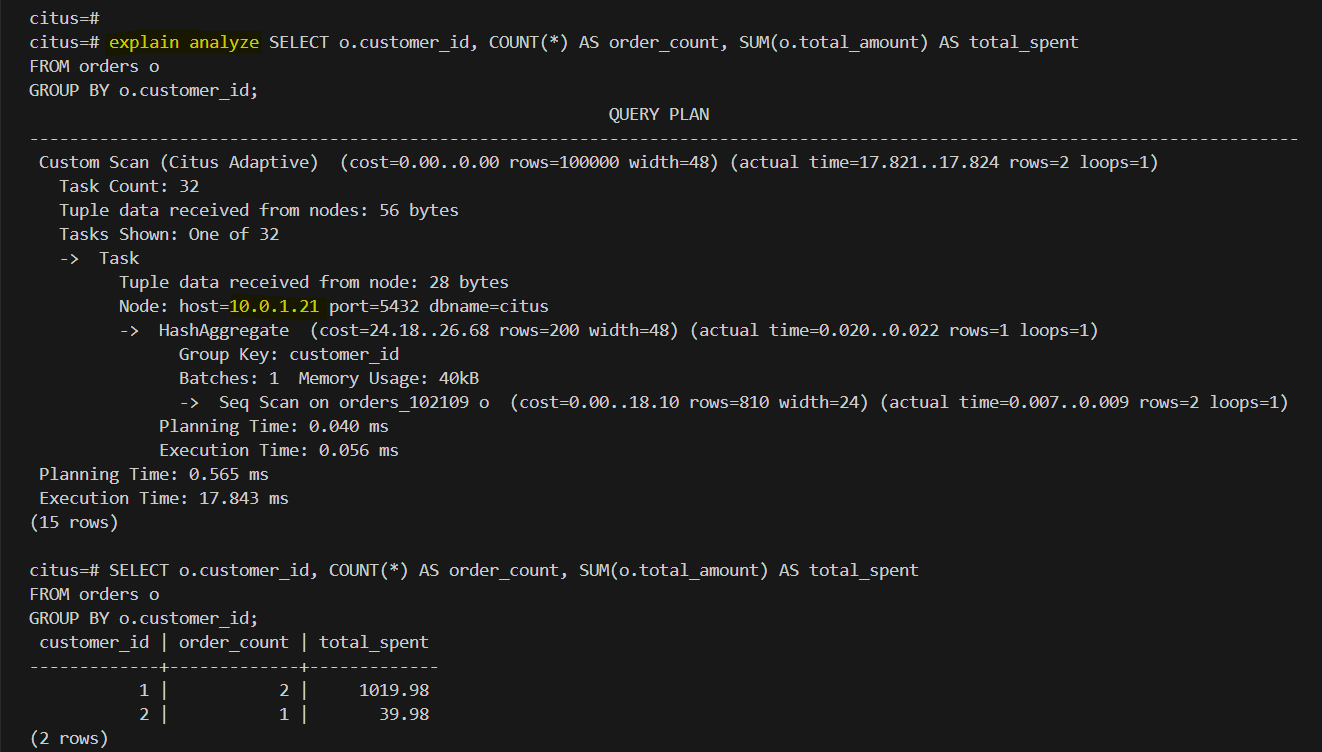 citus=#
citus=# explain analyze SELECT o.customer_id, COUNT(*) AS order_count, SUM(o.total_amount) AS total_spent
FROM orders o
GROUP BY o.customer_id;
QUERY PLAN
-------------------------------------------------------------------------------------------------------------------------------
Custom Scan (Citus Adaptive)  (cost=0.00..0.00 rows=100000 width=48) (actual time=17.821..17.824 rows=2 loops=1)
Task Count: 32
Tuple data received from nodes: 56 bytes
Tasks Shown: One of 32
->  Task
Tuple data received from node: 28 bytes
Node: host=10.0.1.21 port=5432 dbname=citus
->  HashAggregate  (cost=24.18..26.68 rows=200 width=48) (actual time=0.020..0.022 rows=1 loops=1)
Group Key: customer_id
Batches: 1  Memory Usage: 40kB
->  Seq Scan on orders_102109 o  (cost=0.00..18.10 rows=810 width=24) (actual time=0.007..0.009 rows=2 loops=1)
Planning Time: 0.040 ms
Execution Time: 0.056 ms
Planning Time: 0.565 ms
Execution Time: 17.843 ms
(15 rows)
citus=# SELECT o.customer_id, COUNT(*) AS order_count, SUM(o.total_amount) AS total_spent
FROM orders o
GROUP BY o.customer_id;
customer_id | order_count | total_spent
-------------+-------------+-------------
1 |           2 |     1019.98
2 |           1 |       39.98
(2 rows)